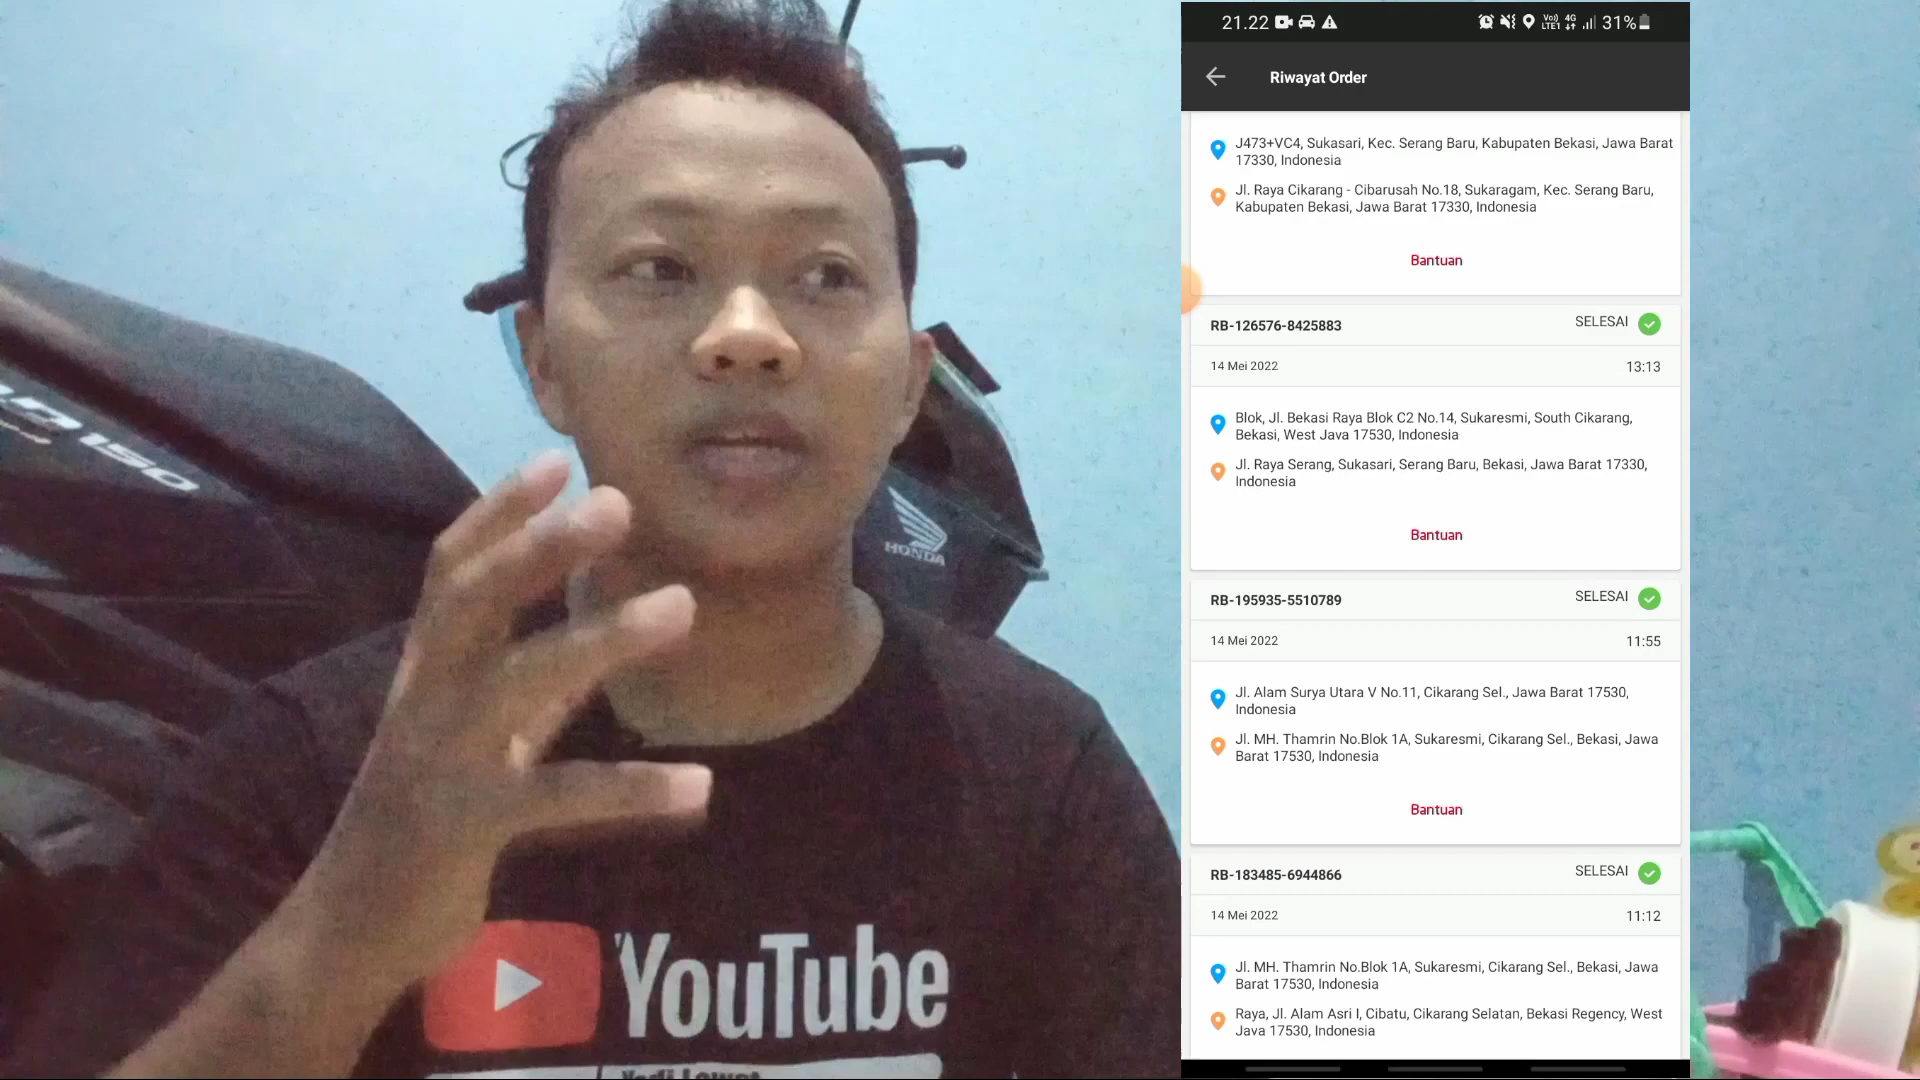 21.22
Vo) 4G
LTE1
31%
Riwayat Order
J473+VC4, Sukasari, Kec. Serang Baru, Kabupaten Bekasi, Jawa Barat
17330, Indonesia
Jl. Raya Cikarang - Cibarusah No.18, Sukaragam, Kec. Serang Baru,
Kabupaten Bekasi, Jawa Barat 17330, Indonesia
Bantuan
RB-126576-8425883
SELESAI
14 Mei 2022
13:13
Blok, Jl. Bekasi Raya Blok C2 No.14, Sukaresmi, South Cikarang,
Bekasi, West Java 17530, Indonesia
Jl. Raya Serang, Sukasari, Serang Baru, Bekasi, Jawa Barat 17330,
Indonesia
Bantuan
RB-195935-5510789
SELESAI
14 Mei 2022
11:55
Jl. Alam Surya Utara V No.11, Cikarang Sel., Jawa Barat 17530,
Indonesia
Jl. MH. Thamrin No.Blok 1A, Sukaresmi, Cikarang Sel., Bekasi, Jawa
Barat 17530, Indonesia
Bantuan
RB-183485-6944866
SELESAI
14 Mei 2022
11:12
Jl. MH. Thamrin No.Blok 1A, Sukaresmi, Cikarang Sel., Bekasi, Jawa
Barat 17530, Indonesia
Raya, Jl. Alam Asri I, Cibatu, Cikarang Selatan, Bekasi Regency, West
Java 17530, Indonesia
150
HONDA
YouTube